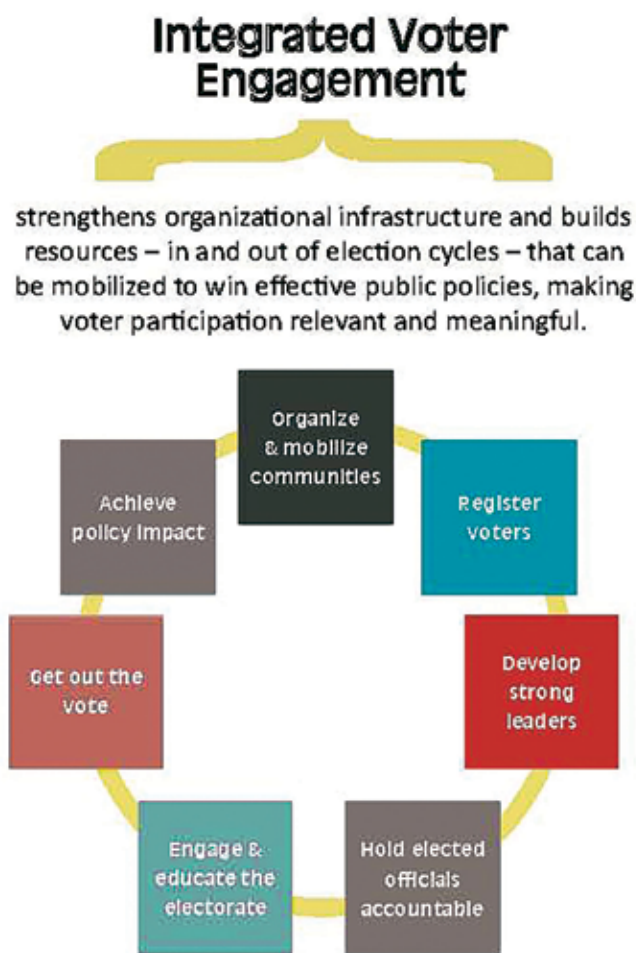 Integrated Voter
Engagement
strengthens organizational infrastructure and builds
resources – in and out of election cycles – that can
be mobilized to win effective public policies, making
voter participation relevant and meaningful.
Organize
& mobilize
communities
Register
voters
Develop
strong
leaders
Hold elected
officials
accountable
Engage &
educate the
electorate
Get out the
vote
Achieve
policy impact